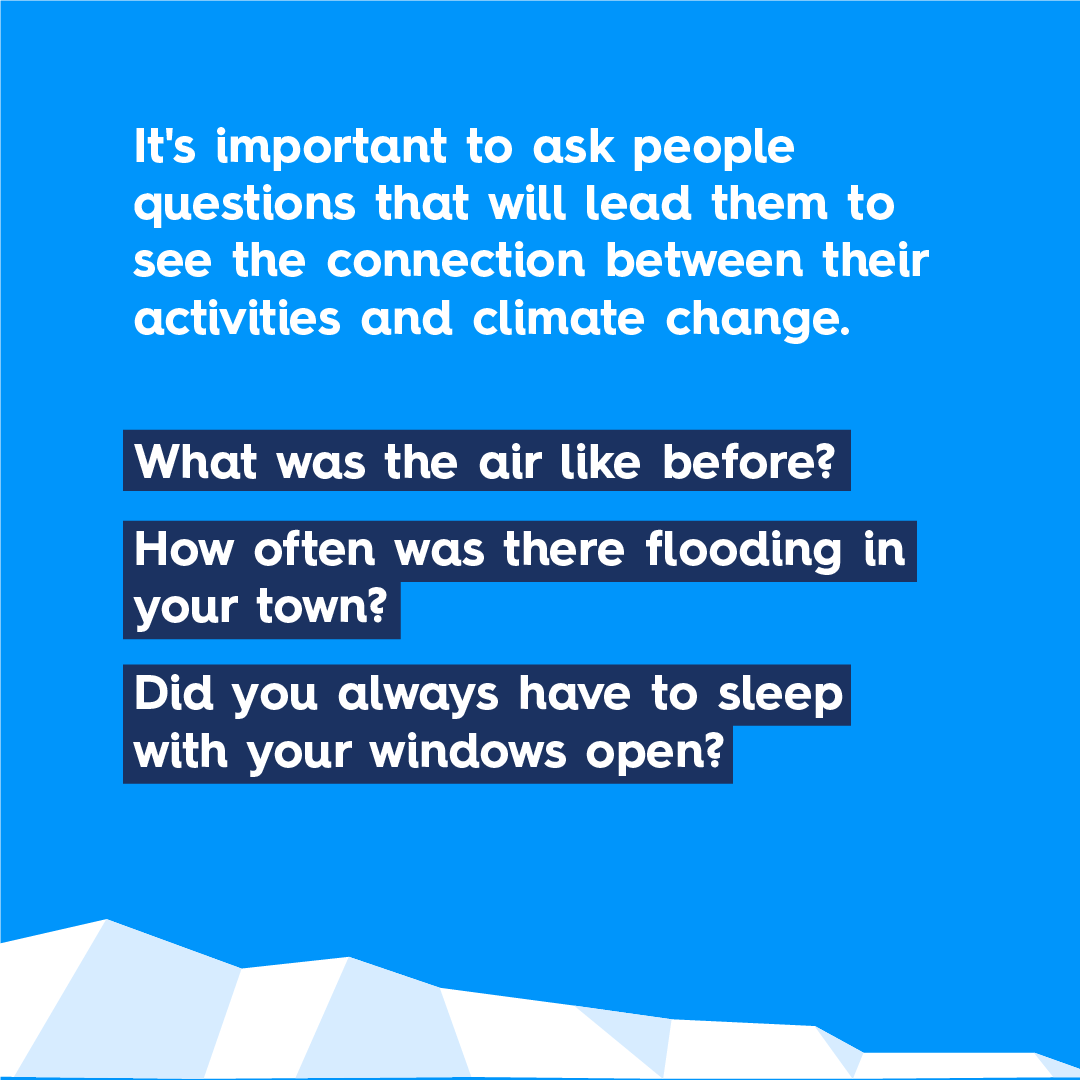 It's important to ask people
questions that will lead them to
see the connection between their
activities and climate change.
What was the air like before?
How often was there flooding in
your town?
Did you always have to sleep
with your windows open?